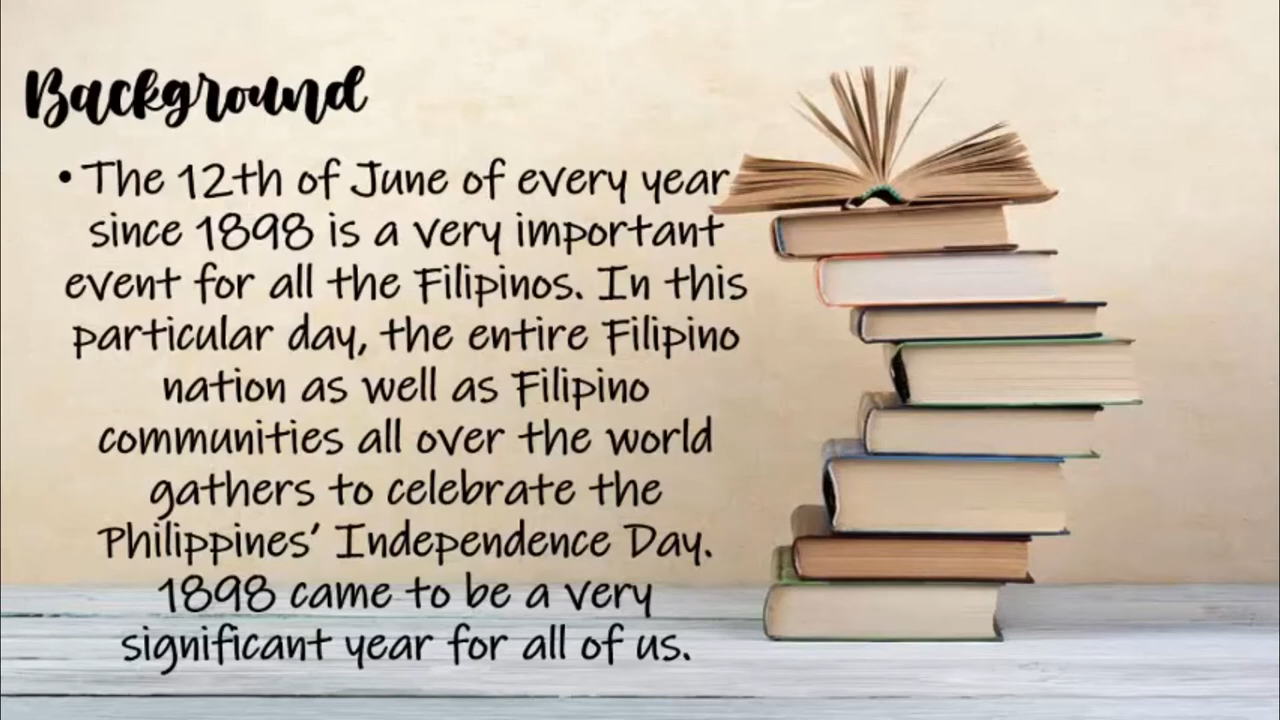 Background
• The 12th of June of every year
since 1898 is a very important
event for all the Filipinos. In this
particular day, the entire Filipino
nation as well as Filipino
communities all over the world
gathers to celebrate the
Philippines' Independence Day.
1898 came to be a very
significant year for all of us.